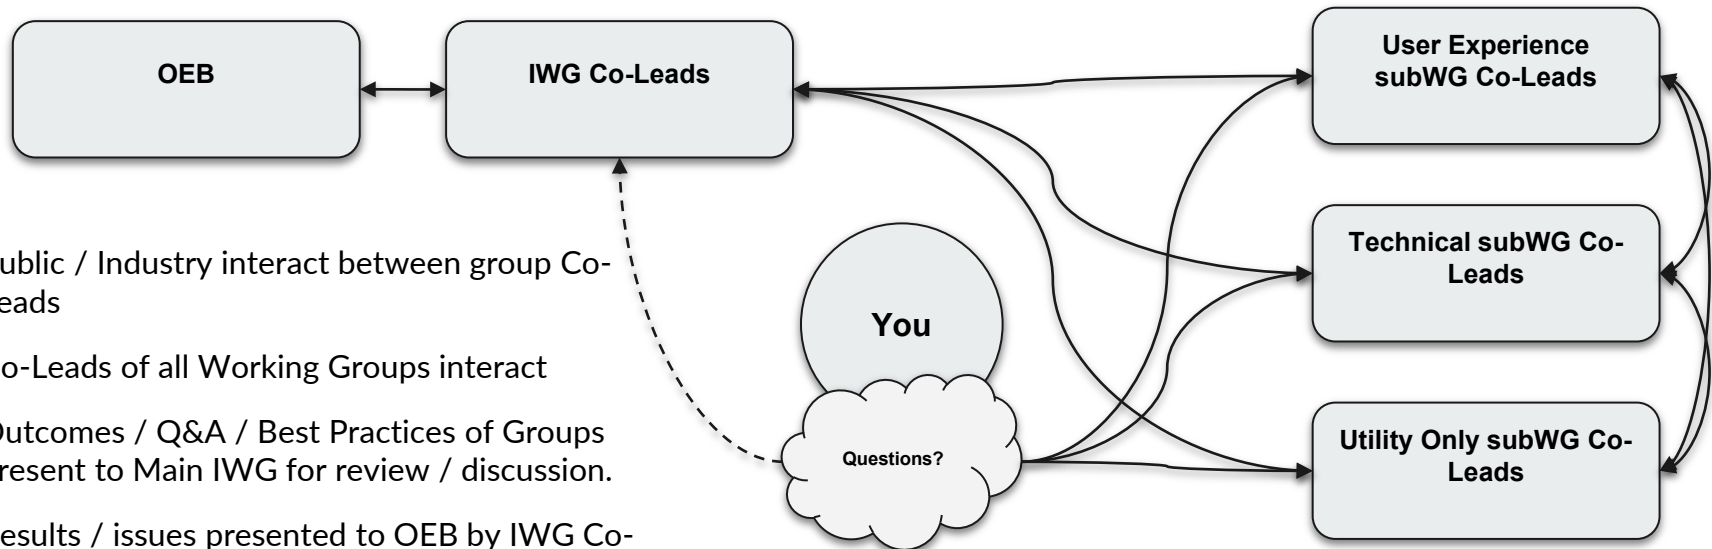 OEB
IWG Co-Leads
User Experience
subWG Co-Leads
ublic / Industry interact between group Co-
eads
Technical subWG Co-
Leads
You
o-Leads of all Working Groups interact
utcomes / Q&A / Best Practices of Groups
resent to Main IWG for review / discussion.
Questions?
Utility Only subWG Co-
Leads
esults / issues presented to OEB by IWG Co-